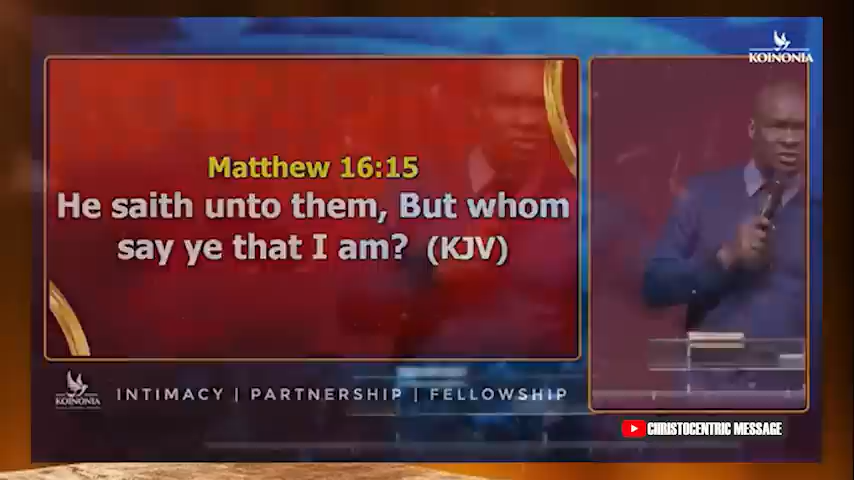 KOINONIA
Matthew 16:15
He saith unto them, But whom
say ye that I am? (KJV)
KOINONIA
INTIMACY | PARTNERSHIP | FELLOWSHIP
CHRISTOCENTRIC MESSAGE